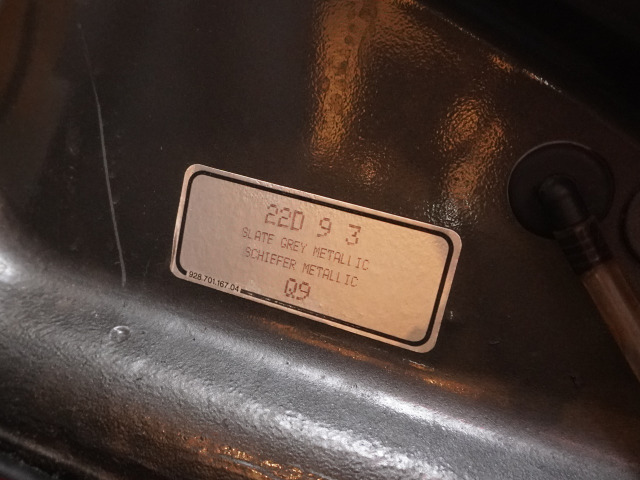 22D 9 3
SLATE GREY METALLIC
SCHIEFER METALLIC
Q9
928.701.167.04